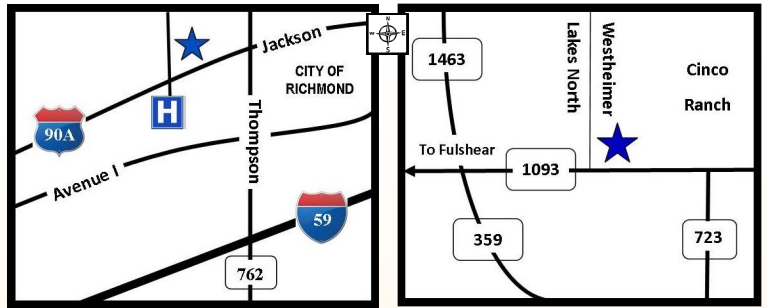 Jackson
CITY OF
RICHMOND
H
90A
Thompson
Avenue I
59
762
N
W E
S
1463
Lakes North
Westheimer
Cinco
Ranch
To Fulshear
1093
359
723